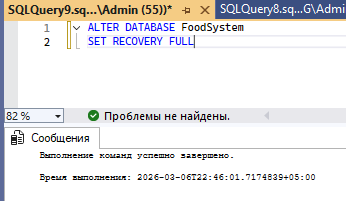 SQLQuery9.sq...\Admin (55))*
SQLQuery8.sq...G\Admi
1 ALTER DATABASE FoodSystem
2 SET RECOVERY FULL
82 %
Проблемы не найдены.
Сообщения
Выполнение команд успешно завершено.
Время выполнения: 2026-03-06T22:46:01.7174839+05:00